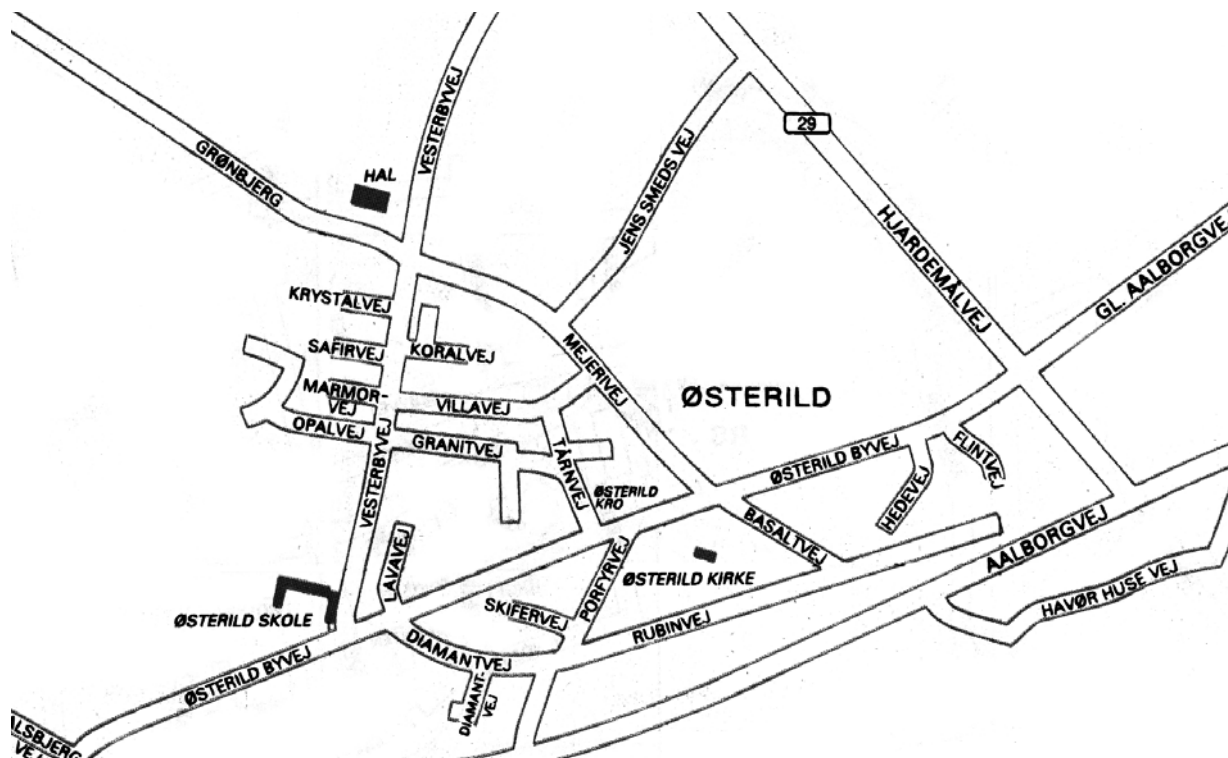 VESTERBYVEJ
GRØNBJERG
HAL
29
JENS SMEDS VEJ
HJARDEMÅLVEJ
GL. AALBORGVE
KRYSTALVEJ
SAFIRVEJ
KORALVEJ
MEJERIVEJ
MARMOR-
VEJ
VILLAVEJ
ØSTERILD
OPALVEJ
GRANITVEJ
VESTERBYVEJ
TÅRNVEJ
ØSTERILD
KRO
ØSTERILD BYVEJ
FLINTVEJ
HEDEVEJ
BASALTVEJ
AALBORGVEJ
LAVAVEJ
PORFYRVEJ
ØSTERILD KIRKE
HAVØR HUSE VEJ
ØSTERILD SKOLE
SKIFERVEJ
RUBINVEJ
DIAMANTVEJ
ØSTERILD BYVEJ
DIAMANT-
VEJ
ALSBJERG
VEJ